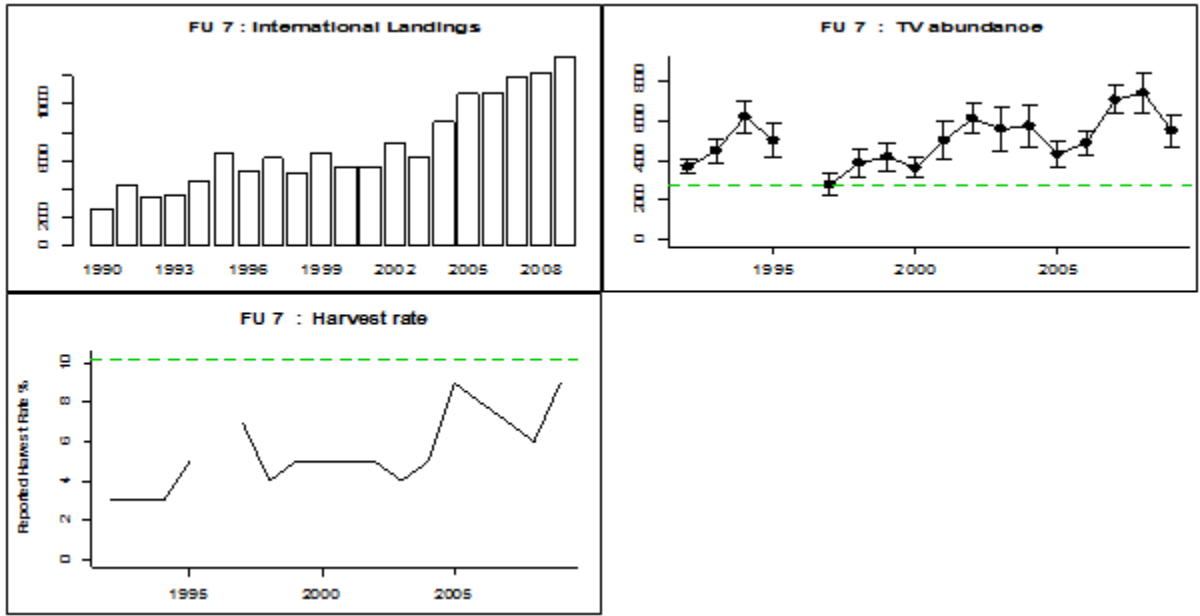 FU 7 : International Landings
10000
6000
2000
0
1990 1993 1996 1999 2002 2005 2008
FU 7 : TV abundance
8000
6000
4000
2000
0
1995 2000 2005
FU 7 : Harvest rate
Reported Harvest Rate %
10
8
6
4
2
0
1995 2000 2005